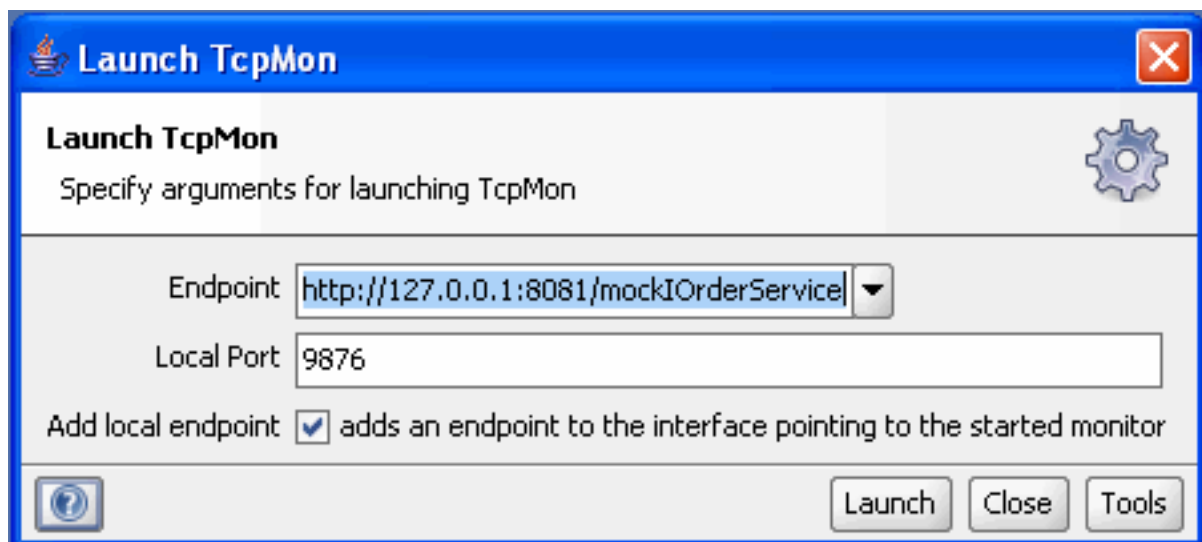 Launch TcpMon
Launch TcpMon
Specify arguments for launching TcpMon
Endpoint http://127.0.0.1:8081/mockIOrderService
Local Port 9876
Add local endpoint adds an endpoint to the interface pointing to the started monitor
? Launch Close Tools